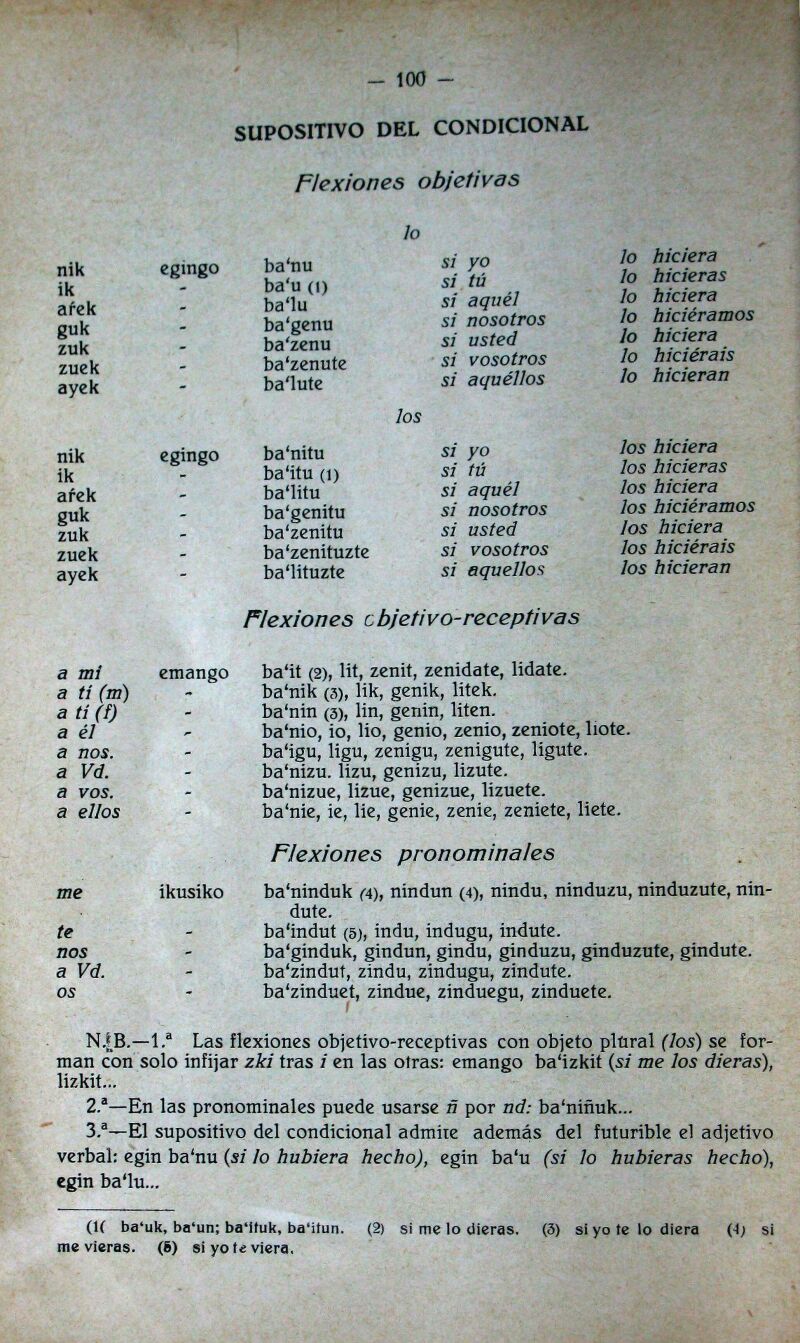 — 100 —
SUPOSITIVO DEL CONDICIONAL
Flexiones objetivas
lo
nik egingo ba‘nu si yo lo hiciera
ik - ba‘u (1) si tú lo hicieras
aŕek - ba‘lu si aquél lo hiciera
guk - ba‘genu si nosotros lo hiciéramos
zuk - ba‘zenu si usted lo hiciera
zuek - ba‘zenute si vosotros lo hiciérais
ayek - ba‘lute si aquéllos lo hicieran
los
nik egingo ba‘nitu si yo los hiciera
ik - ba‘itu (1) si tú los hicieras
aŕek - ba‘litu si aquél los hiciera
guk - ba‘genitu si nosotros los hiciéramos
zuk - ba‘zenitu si usted los hiciera
zuek - ba‘zenituzte si vosotros los hiciérais
ayek - ba‘lituzte si aquellos los hicieran
Flexiones objetivo-receptivas
a mí emango ba‘it (2), lit, zenit, zenidate, lidate.
a ti (m) - ba‘nik (3), lik, genik, litek.
a ti (f) - ba‘nin (3), lin, genin, liten.
a él - ba‘nio, io, lio, genio, zenio, zeniote, liote.
a nos. - ba‘igu, ligu, zenigu, zenigute, ligute.
a Vd. - ba‘nizu. lizu, genizu, lizute.
a vos. - ba‘nizue, lizue, genizue, lizuete.
a ellos - ba‘nie, ie, lie, genie, zenie, zeniete, liete.
Flexiones pronominales
me ikusiko ba‘ninduk (4), nindun (4), nindu, ninduzu, ninduzute, nin-
dute.
te - ba‘indut (5), indu, indugu, indute.
nos - ba‘ginduk, gindun, gindu, ginduzu, ginduzute, gindute.
a Vd. - ba‘zindut, zindu, zindugu, zindute.
os - ba‘zinduet, zindue, zinduegu, zinduete.
N. B.—1.ª Las flexiones objetivo-receptivas con objeto plural (los) se for-
man con solo infijar zki tras i en las otras: emango ba‘izkit (si me los dieras),
lizkit...
2.ª—En las pronominales puede usarse ñ por nd: ba‘niñuk...
3.ª—El supositivo del condicional admite además del futurible el adjetivo
verbal: egin ba‘nu (si lo hubiera hecho), egin ba‘u (si lo hubieras hecho),
egin ba‘lu...
(1( ba‘uk, ba‘un; ba‘ituk, ba‘itun. (2) si me lo dieras. (3) si yo te lo diera (4) si
me vieras. (5) si yo te viera.